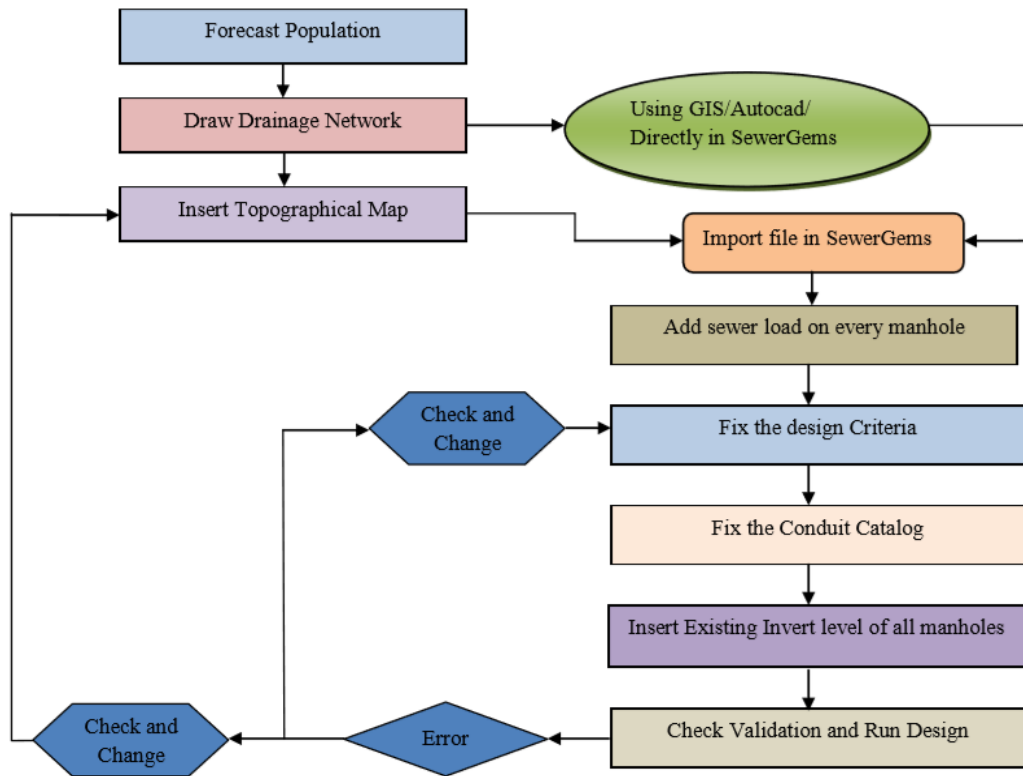 Forecast Population
Draw Drainage Network
Using GIS/Autocad/
Directly in SewerGems
Insert Topographical Map
Import file in SewerGems
Add sewer load on every manhole
Check and
Change
Fix the design Criteria
Fix the Conduit Catalog
Insert Existing Invert level of all manholes
Check and
Change
Error
Check Validation and Run Design